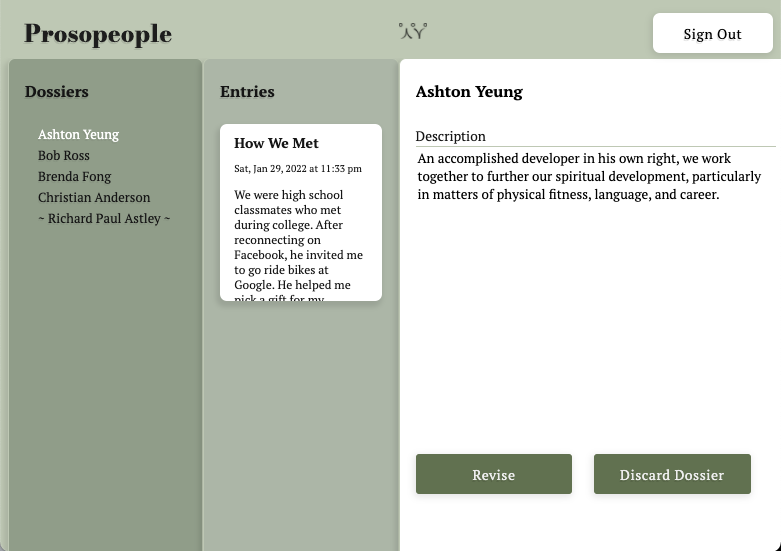 Prosopeople
Sign Out
Dossiers
Ashton Yeung
Bob Ross
Brenda Fong
Christian Anderson
~ Richard Paul Astley ~
Entries
How We Met
Sat, Jan 29, 2022 at 11:33 pm
We were high school
classmates who met
during college. After
reconnecting on
Facebook, he invited me
to go ride bikes at
Google. He helped me
pick a gift for my
Ashton Yeung
Description
An accomplished developer in his own right, we work
together to further our spiritual development, particularly
in matters of physical fitness, language, and career.
Revise
Discard Dossier